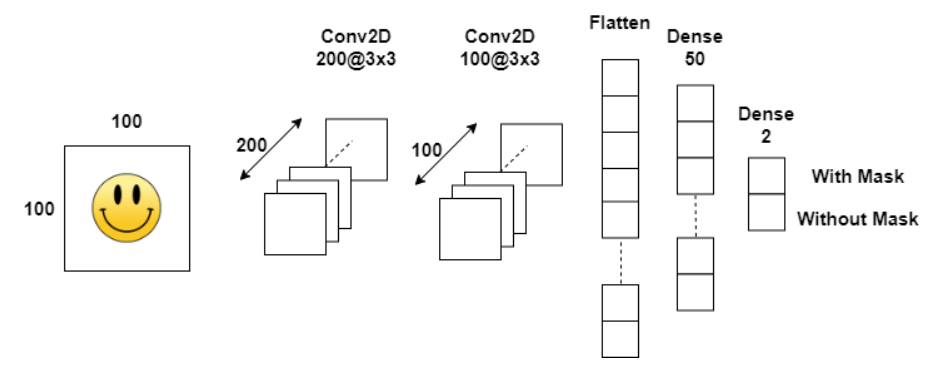 100
100
Conv2D
200@3x3
200
Conv2D
100@3x3
100
Flatten
Dense
50
Dense
2
With Mask
Without Mask